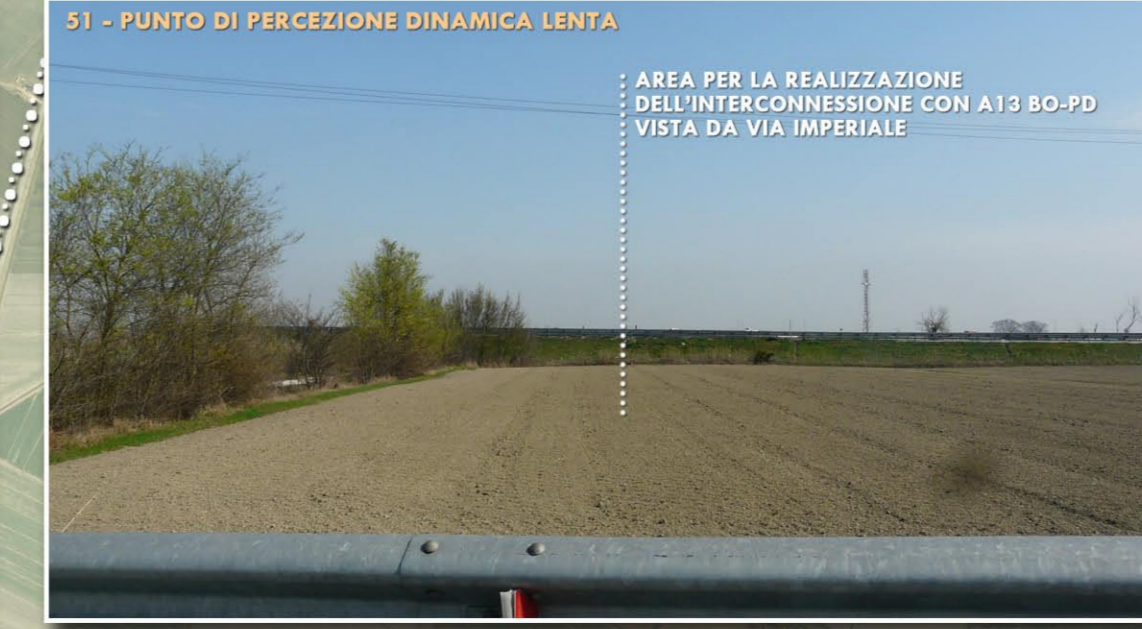 51 - PUNTO DI PERCEZIONE DINAMICA LENTA
AREA PER LA REALIZZAZIONE
DELL'INTERCONNESSIONE CON A13 BO-PD
VISTA DA VIA IMPERIALE